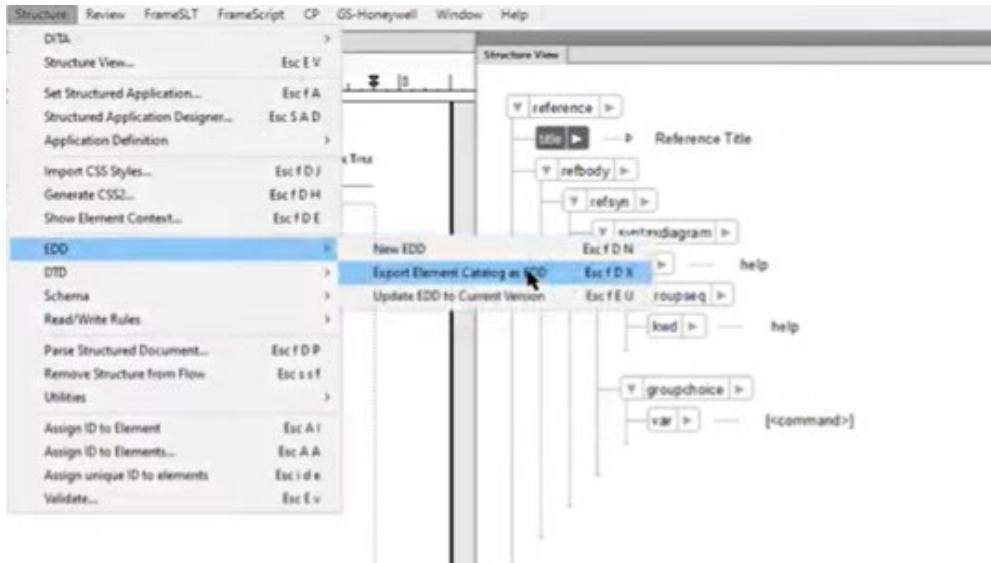 Structure Review FrameSLT FrameScript CP GS-Honeywell Window Help
DITA
Structure View... Esc E V
Set Structured Application... Esc f A
Structured Application Designer... Esc S A D
Application Definition
Import CSS Styles... Esc f D J
Generate CSS2... Esc f D H
Show Element Context... Esc f D E
EDD
DTD
Schema
Read/Write Rules
Parse Structured Document... Esc f D P
Remove Structure from Flow Esc s s f
Utilities
Assign ID to Element Esc A I
Assign ID to Elements... Esc A A
Assign unique ID to elements Esc i d e
Validate... Esc E v
New EDD Esc f D N
Export Element Catalog as EDD Esc f D X
Update EDD to Current Version Esc f E U
Structure View
reference
title Reference Title
refbody
refsyn
syntaxdiagram
help
roupseq
kwd help
groupchoice
var [<command>]